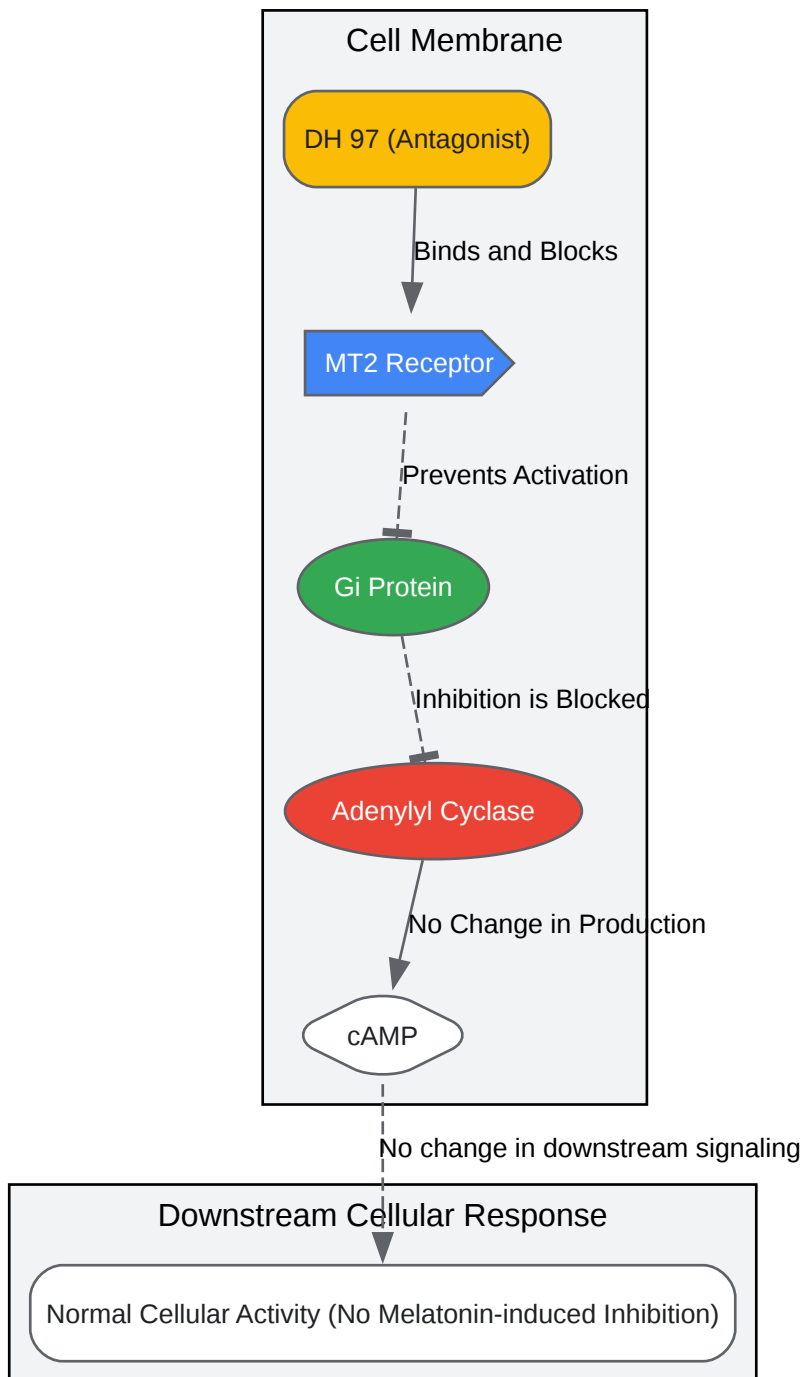 Cell Membrane
DH 97 (Antagonist)
Binds and Blocks
MT2 Receptor
Prevents Activation
Gi Protein
Inhibition is Blocked
Adenylyl Cyclase
No Change in Production
cAMP
No change in downstream signaling
Downstream Cellular Response
Normal Cellular Activity (No Melatonin-induced Inhibition)